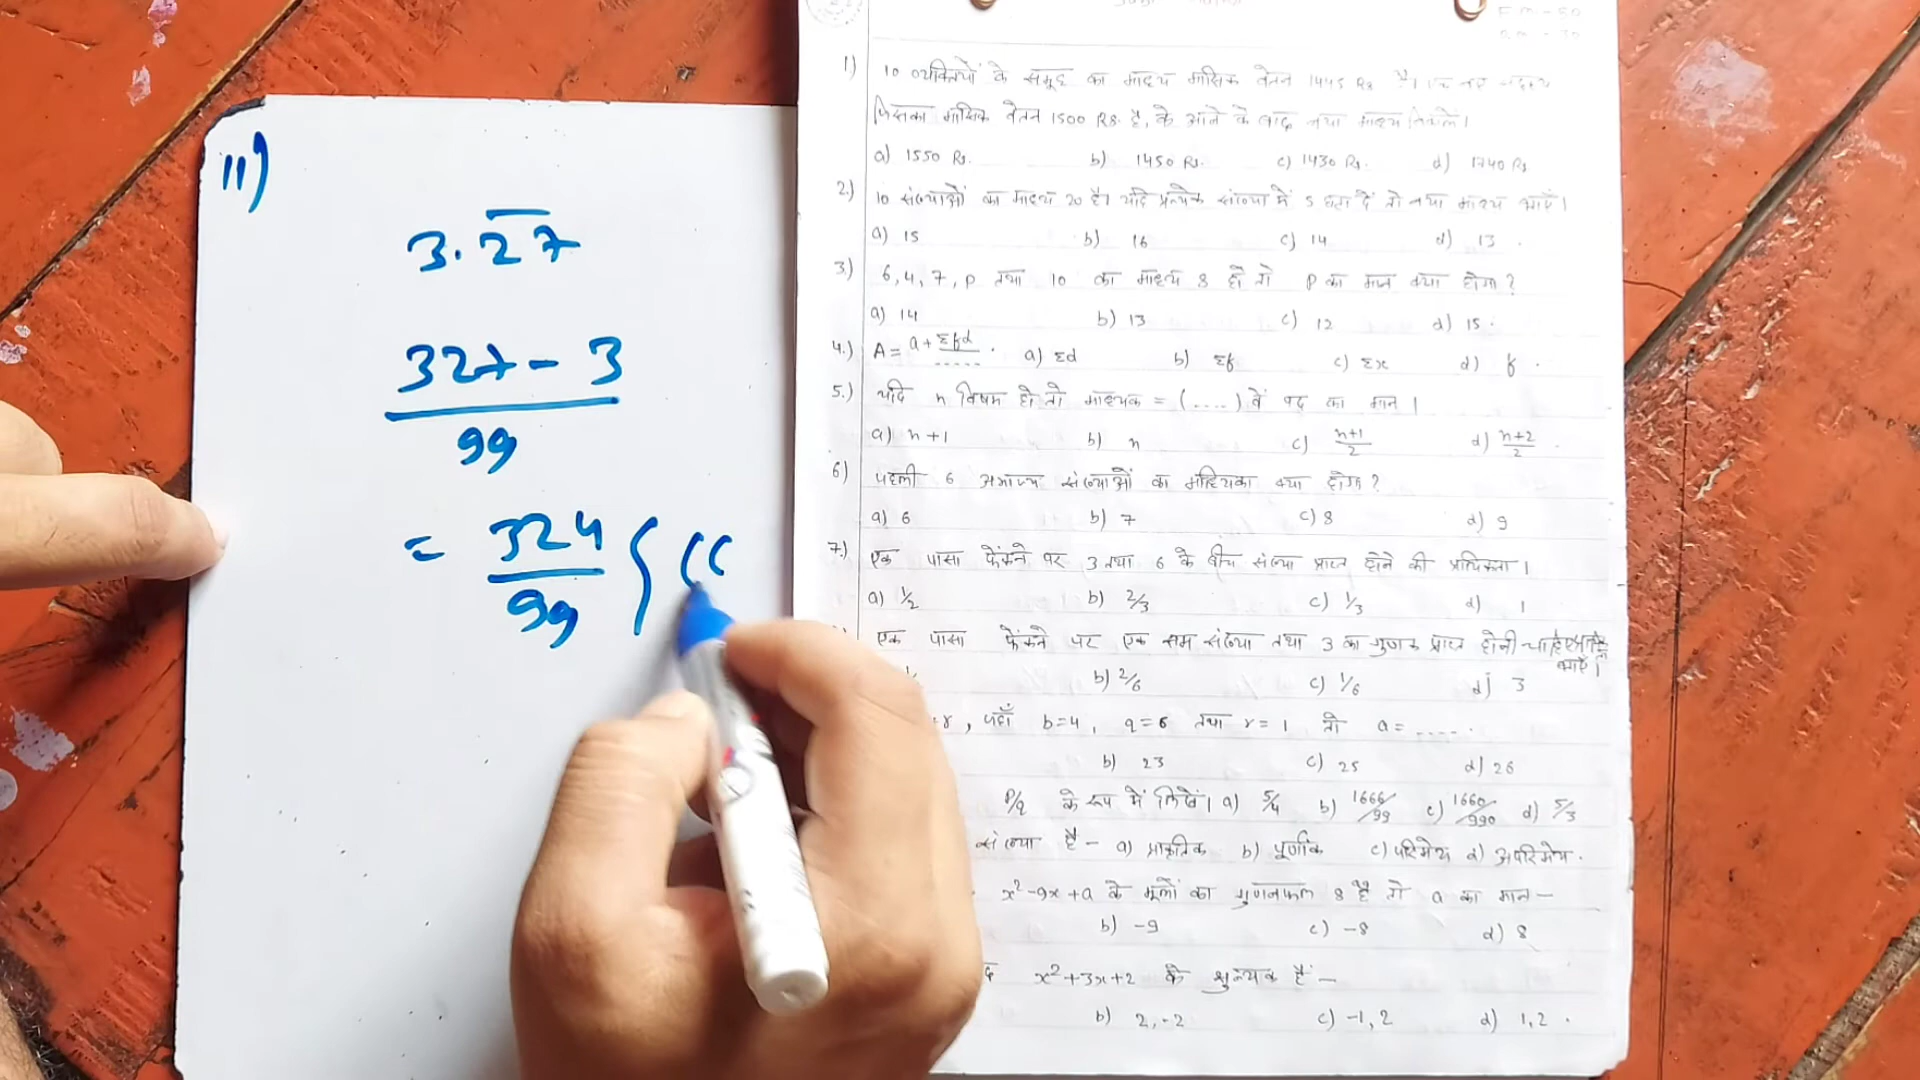 11)
3.2̅7̅
327 - 3
99
= 324
99
1) 10 व्यक्तियों के समूह का माध्य मासिक वेतन 1445 Rs है।
जिसका मासिक वेतन 1500 Rs. है, के आने के बाद नया माध्य निकालें।
a) 1550 Rs. b) 1450 Rs. c) 1430 Rs. d) 1440 Rs
2.) 10 संख्याओं का माध्य 20 है। यदि प्रत्येक संख्या में 5 घटा दें तो नया माध्य
a) 15 b) 16 c) 14 d) 13 .
3.) 6, 4, 7, p तथा 10 का माध्य 8 हो तो p का मान क्या होगा?
a) 14 b) 13 c) 12 d) 15 .
4.) A = a + Σfd/..... . a) Σd b) Σf c) Σx d) f .
5.) यदि n विषम हो तो माध्यक = (....) वें पद का मान।
a) n+1 b) n c) n+1/2 d) n+2/2 .
6) पहली 6 अभाज्य संख्याओं का माध्यिका क्या होगा?
a) 6 b) 7 c) 8 d) 9
7.) एक पासा फेंकने पर 3 तथा 6 के बीच संख्या प्राप्त होने की प्रायिकता।
a) 1/2 b) 2/3 c) 1/3 d) 1
एक पासा फेंकने पर एक सम संख्या तथा 3 का गुणक प्राप्त होनी
b) 2/6 c) 1/6 d) 3
+r, यहाँ b=4, q=6 तथा r=1 तो a= .....
b) 23 c) 25 d) 26
p/q के रूप में लिखें। a) 5/4 b) 1666/99 c) 1660/990 d) 5/3
संख्या है - a) प्राकृतिक b) पूर्णांक c) परिमेय d) अपरिमेय.
x²-9x+a के मूलों का गुणनफल 8 है तो a का मान —
b) -9 c) -8 d) 8
x²+3x+2 के शून्यक हैं —
b) 2, -2 c) -1, 2 d) 1, 2 .